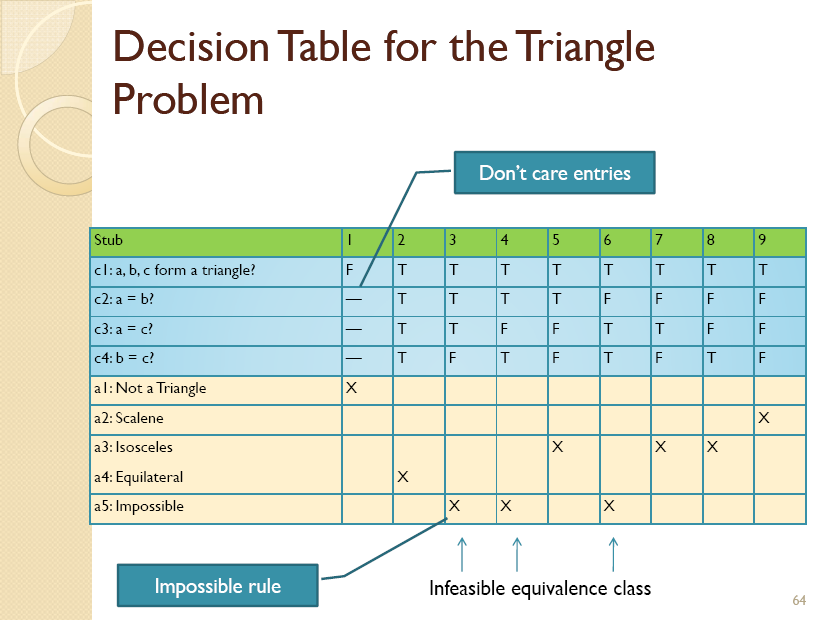 Decision Table for the Triangle
Problem
Don't care entries
Stub 1 2 3 4 5 6 7 8 9
c1: a, b, c form a triangle? F T T T T T T T T
c2: a = b? — T T T T F F F F
c3: a = c? — T T F F T T F F
c4: b = c? — T F T F T F T F
a1: Not a Triangle X
a2: Scalene X
a3: Isosceles X X X
a4: Equilateral X
a5: Impossible X X X
Impossible rule
Infeasible equivalence class
64